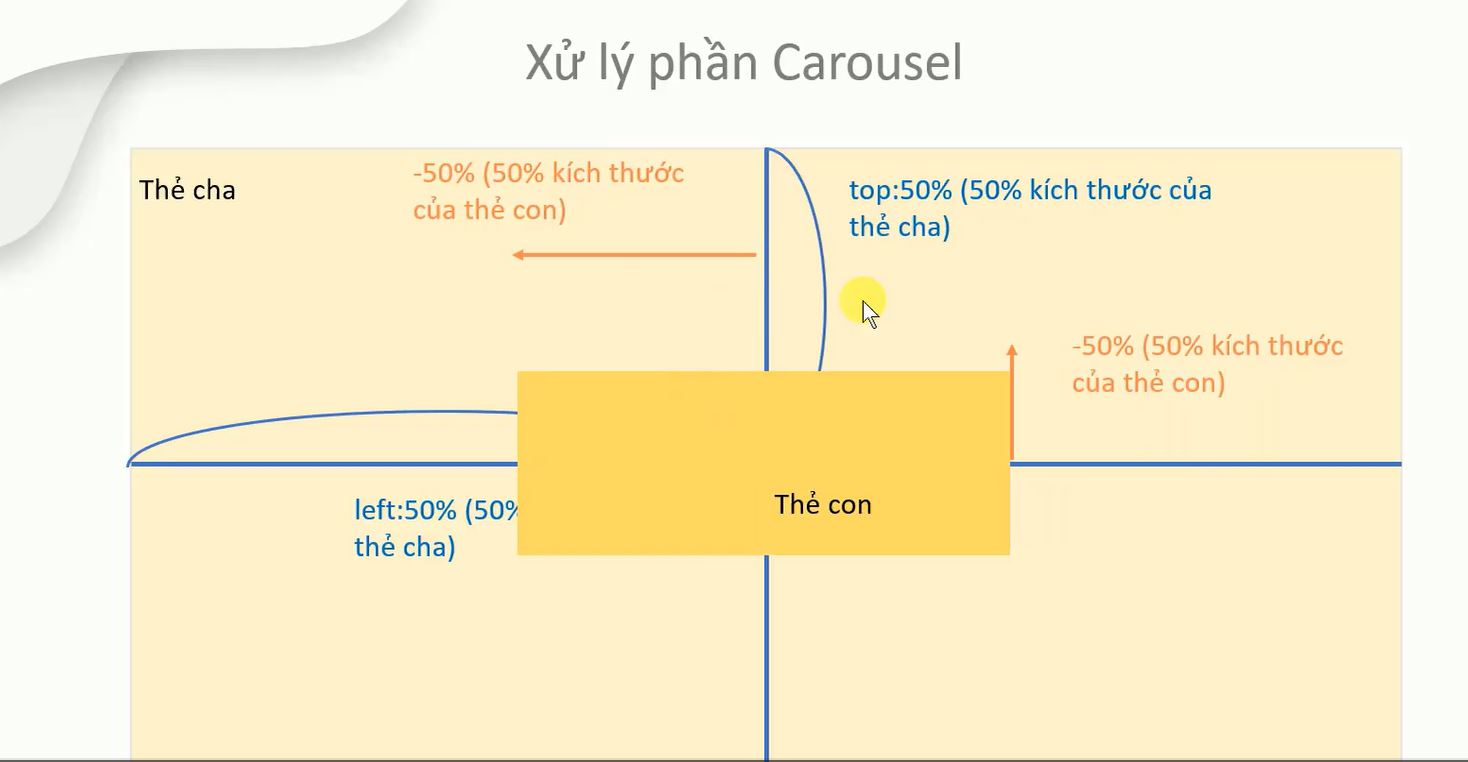 Xử lý phần Carousel
Thẻ cha
-50% (50% kích thước
của thẻ con)
top:50% (50% kích thước của
thẻ cha)
-50% (50% kích thước
của thẻ con)
left:50% (50%
thẻ cha)
Thẻ con